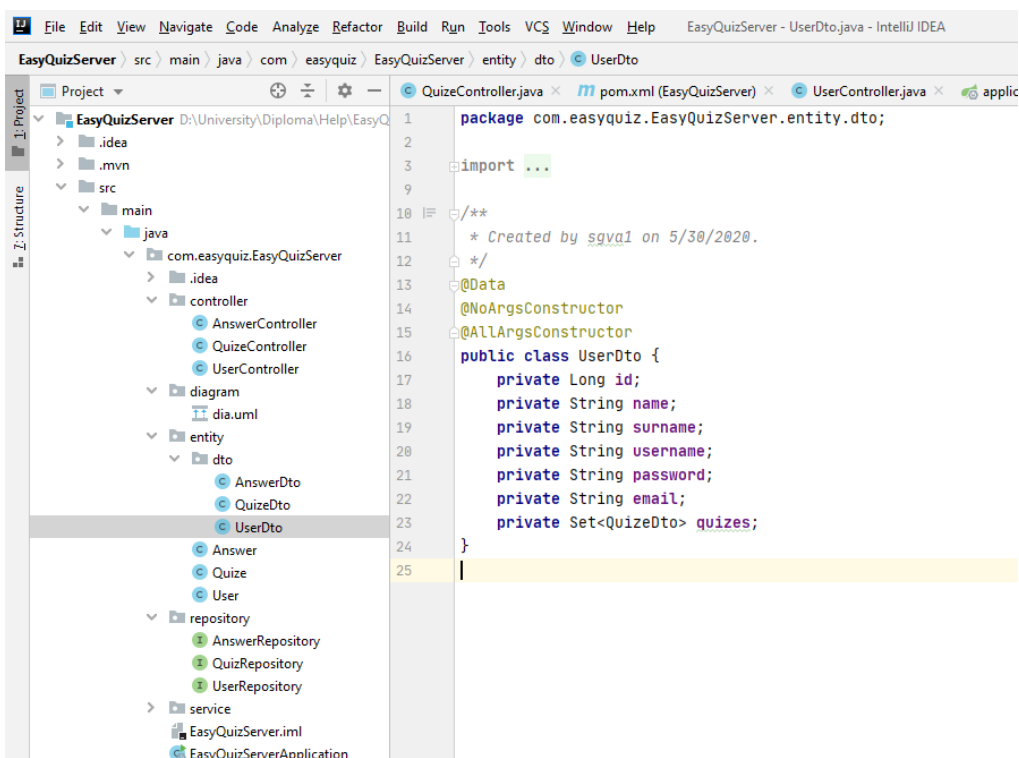 File Edit View Navigate Code Analyze Refactor Build Run Tools VCS Window Help EasyQuizServer - UserDto.java - IntelliJ IDEA
EasyQuizServer src main java com easyquiz EasyQuizServer entity dto UserDto
Project QuizeController.java pom.xml (EasyQuizServer) UserController.java applic
1: Project
7: Structure
EasyQuizServer D:\University\Diploma\Help\EasyQ
.idea
.mvn
src
main
java
com.easyquiz.EasyQuizServer
.idea
controller
AnswerController
QuizeController
UserController
diagram
dia.uml
entity
dto
AnswerDto
QuizeDto
UserDto
Answer
Quize
User
repository
AnswerRepository
QuizRepository
UserRepository
service
EasyQuizServer.iml
EasyQuizServerApplication
1 package com.easyquiz.EasyQuizServer.entity.dto;
2
3 import ...
9
10 /**
11 * Created by sgva1 on 5/30/2020.
12 */
13 @Data
14 @NoArgsConstructor
15 @AllArgsConstructor
16 public class UserDto {
17 private Long id;
18 private String name;
19 private String surname;
20 private String username;
21 private String password;
22 private String email;
23 private Set<QuizeDto> quizes;
24 }
25